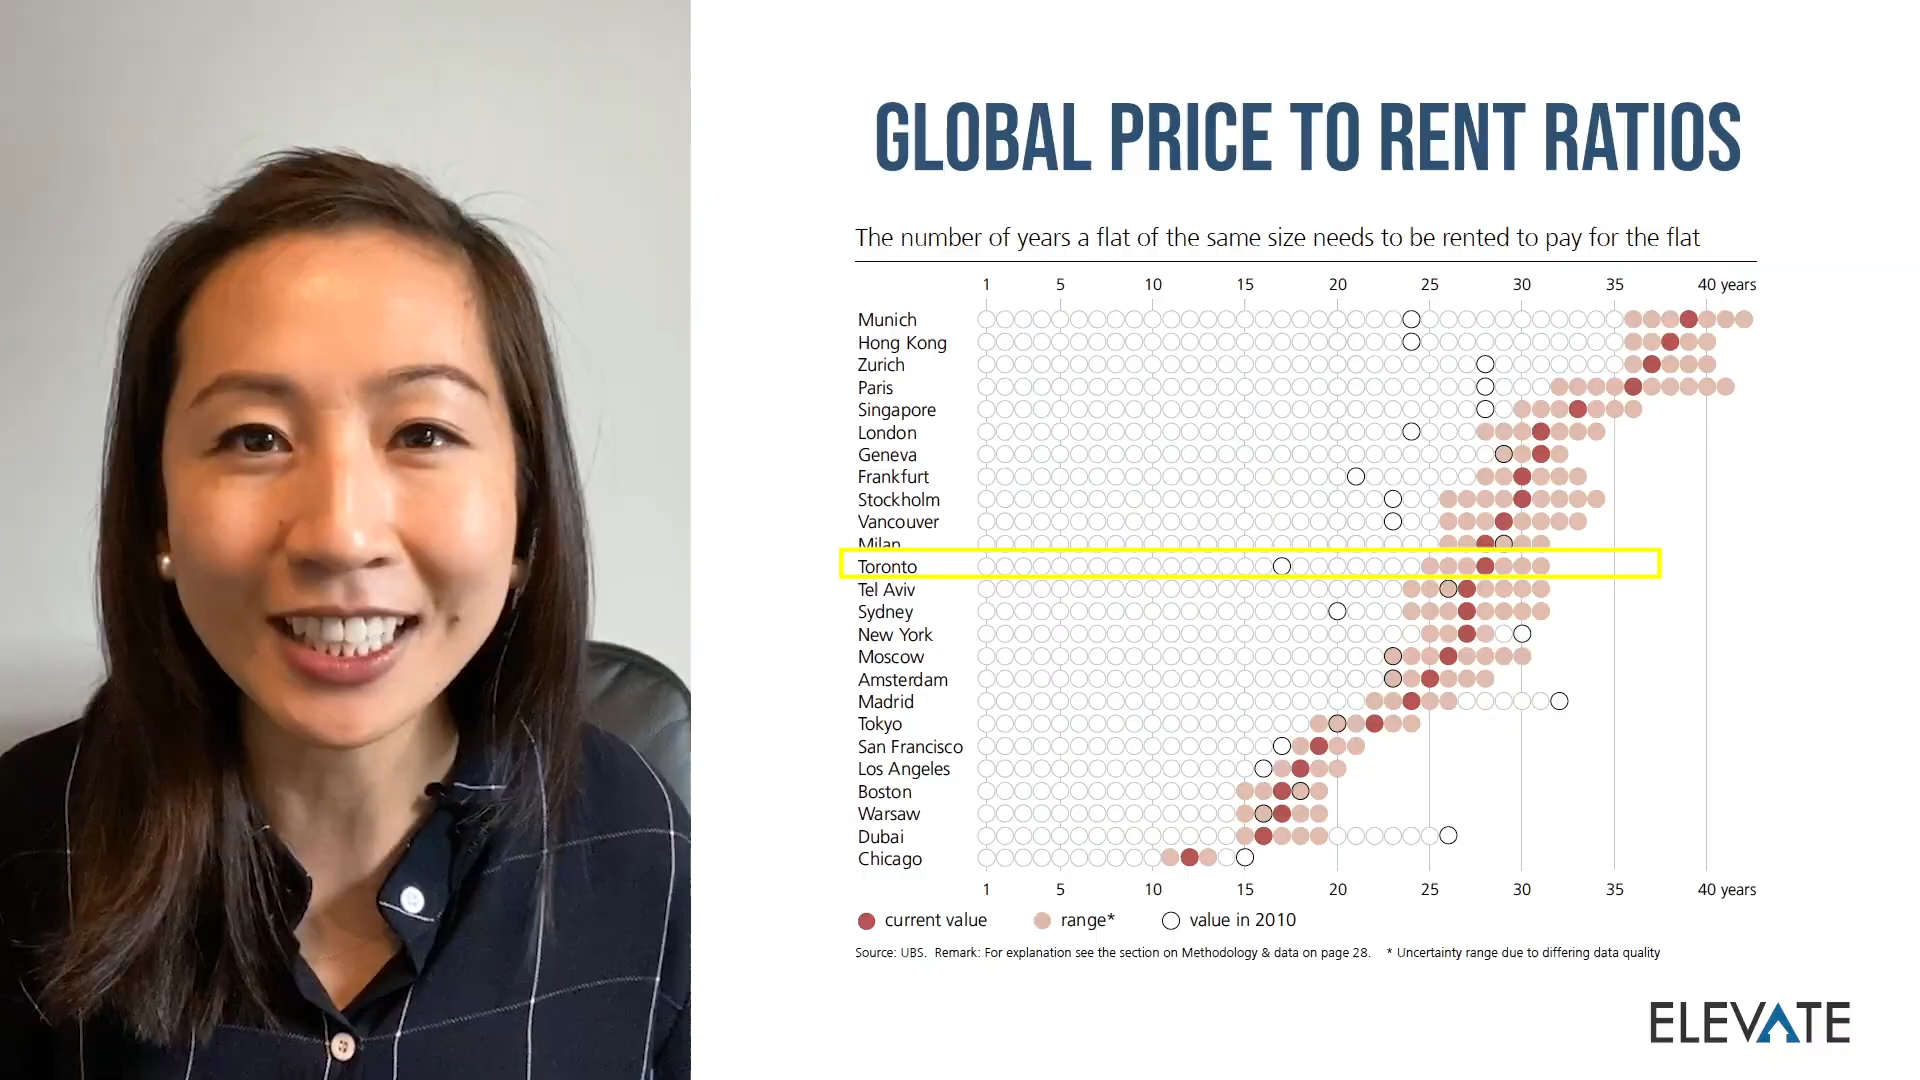 GLOBAL PRICE TO RENT RATIOS
The number of years a flat of the same size needs to be rented to pay for the flat
1 5 10 15 20 25 30 35 40 years
Munich
Hong Kong
Zurich
Paris
Singapore
London
Geneva
Frankfurt
Stockholm
Vancouver
Milan
Toronto
Tel Aviv
Sydney
New York
Moscow
Amsterdam
Madrid
Tokyo
San Francisco
Los Angeles
Boston
Warsaw
Dubai
Chicago
1 5 10 15 20 25 30 35 40 years
current value range* value in 2010
Source: UBS. Remark: For explanation see the section on Methodology & data on page 28. * Uncertainty range due to differing data quality
ELEVATE